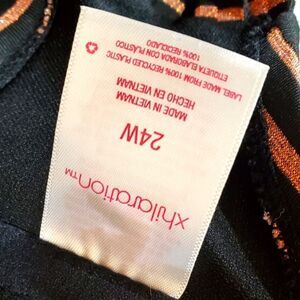 xhilaration™
24W
MADE IN VIETNAM
HECHO EN VIETNAM
LABEL MADE FROM 100% RECYCLED PLASTIC
ETIQUETA ELABORADA CON PLÁSTICO
100% RECICLADO